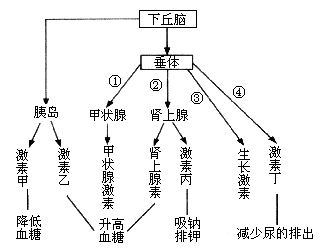 下丘脑
垂体
① ② ③ ④
胰岛 甲状腺 肾上腺
激素甲 激素乙 甲状腺激素 肾上腺素 激素丙 生长激素 激素丁
降低血糖 升高血糖 吸钠排钾 减少尿的排出